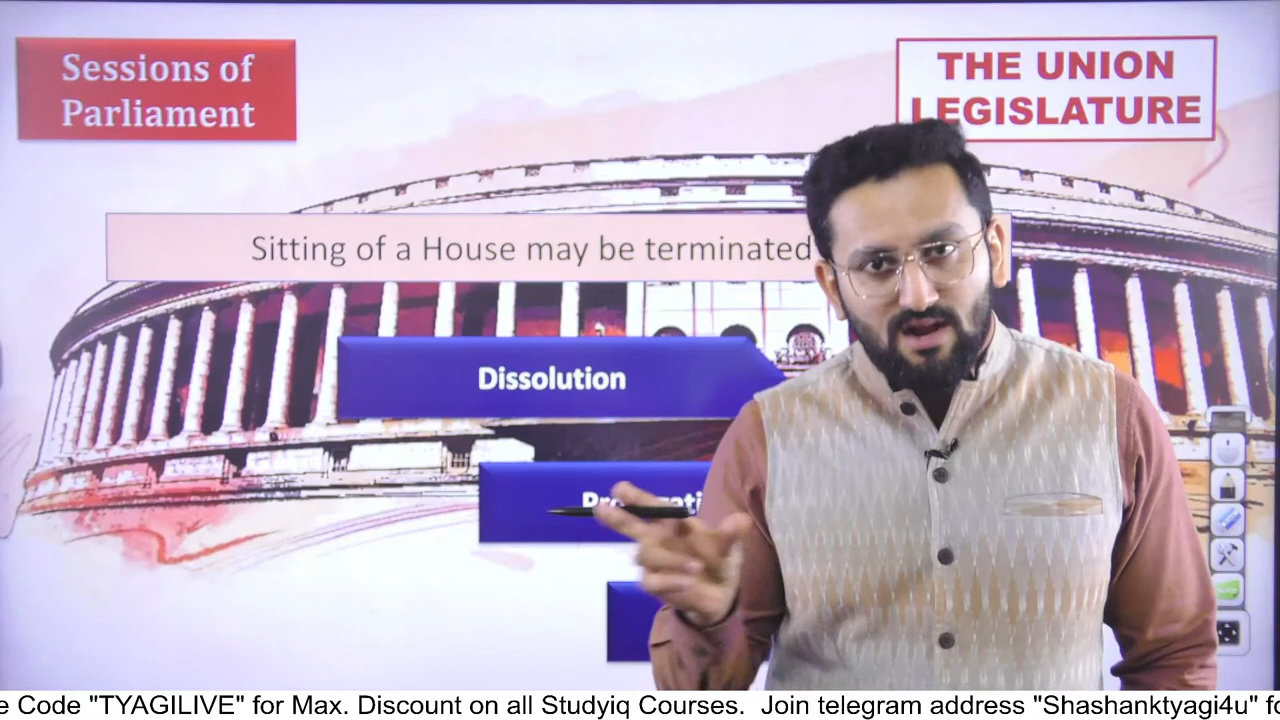 Sessions of
Parliament
THE UNION
LEGISLATURE
Sitting of a House may be terminated
Dissolution
e Code "TYAGILIVE" for Max. Discount on all Studyiq Courses.  Join telegram address "Shashanktyagi4u" fo